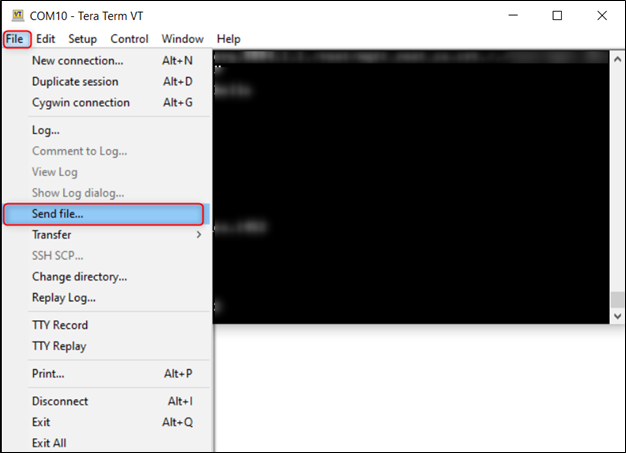 VT COM10 - Tera Term VT
File Edit Setup Control Window Help
New connection... Alt+N
Duplicate session Alt+D
Cygwin connection Alt+G
Log...
Comment to Log...
View Log
Show Log dialog...
Send file...
Transfer
SSH SCP...
Change directory...
Replay Log...
TTY Record
TTY Replay
Print... Alt+P
Disconnect Alt+I
Exit Alt+Q
Exit All